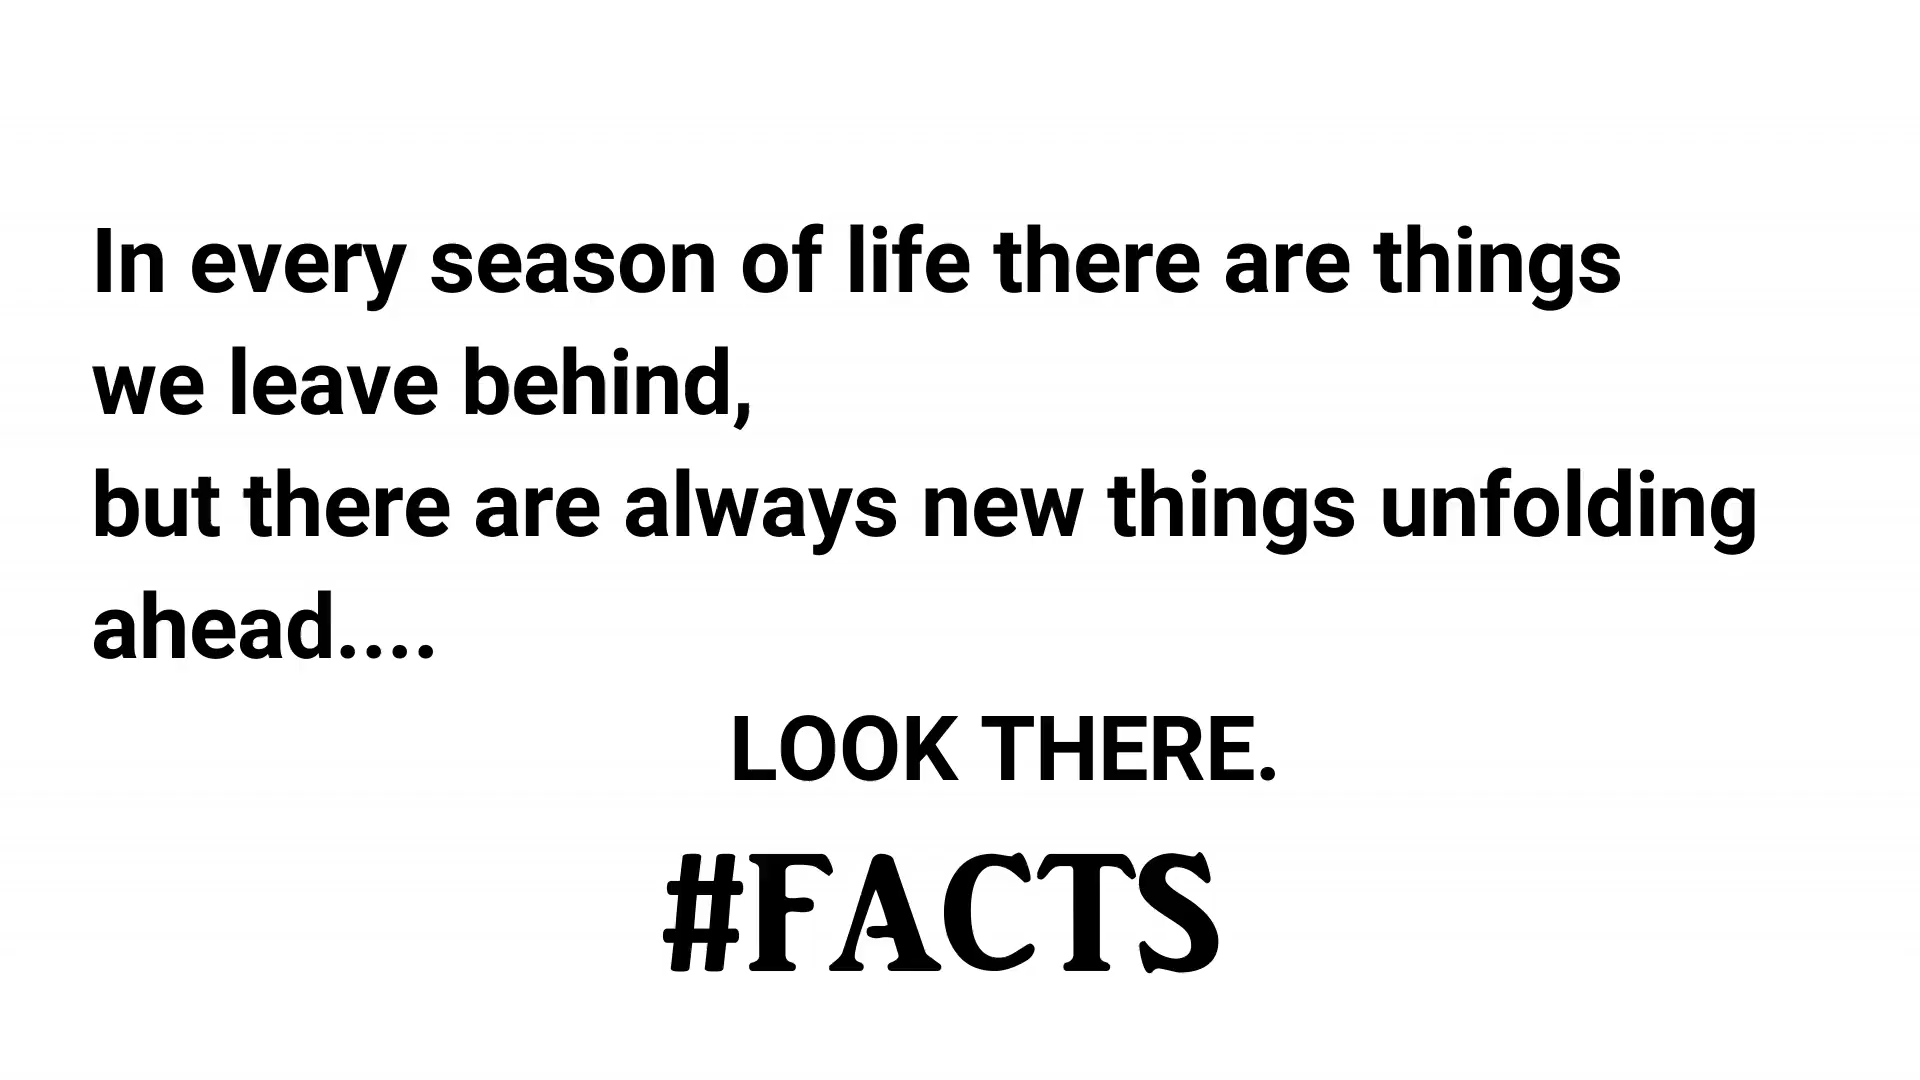 In every season of life there are things
we leave behind,
but there are always new things unfolding
ahead....
LOOK THERE.
#FACTS